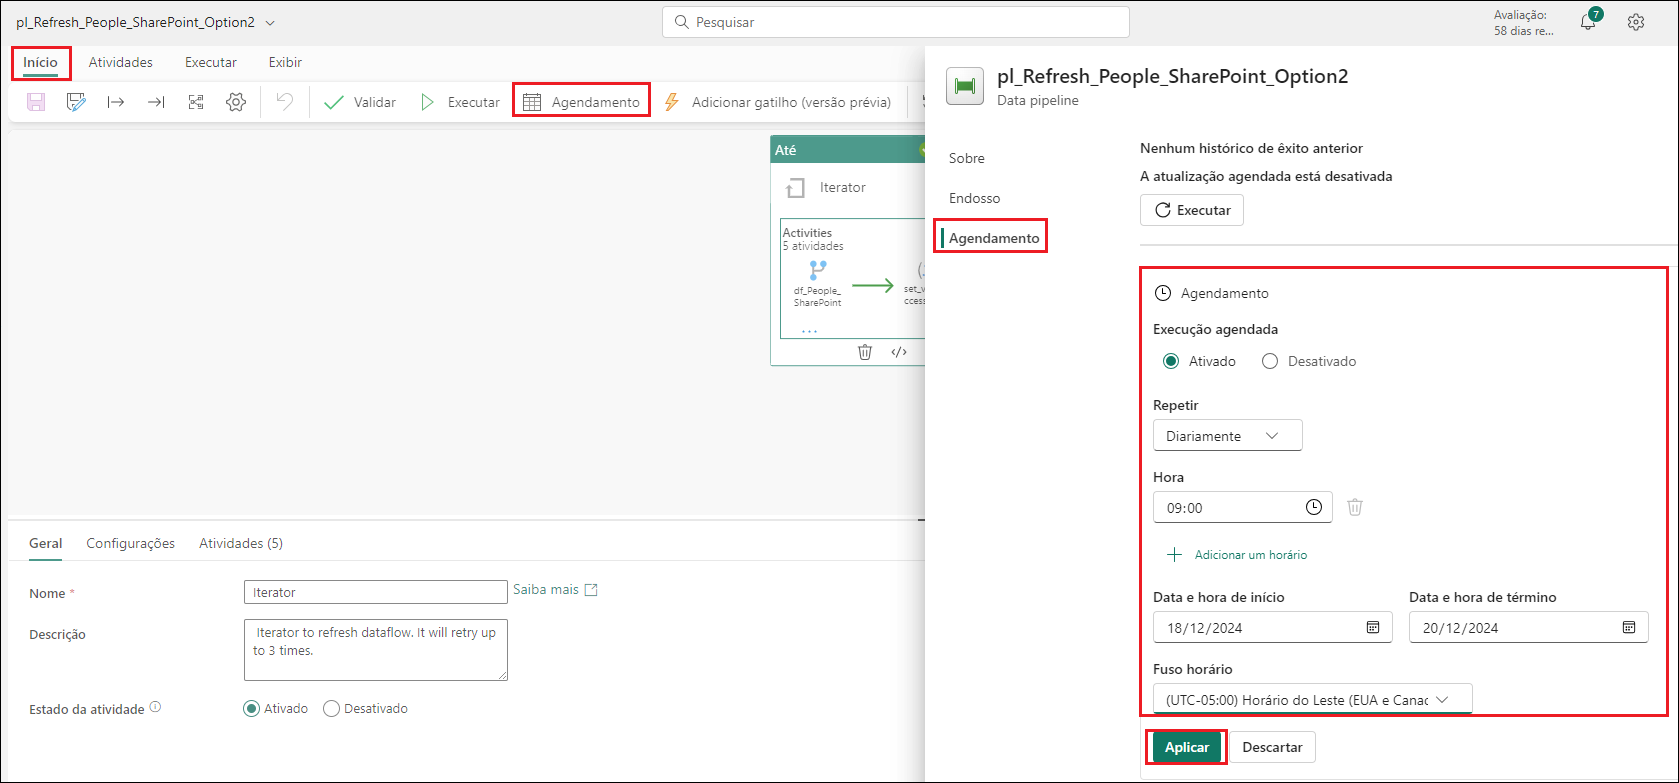 pl_Refresh_People_SharePoint_Option2
Pesquisar
Avaliação:
58 dias re...
7
Início
Atividades
Executar
Exibir
Validar
Executar
Agendamento
Adicionar gatilho (versão prévia)
Até
Iterator
Activities
5 atividades
df_People_
SharePoint
set_v
ccess
...
Geral
Configurações
Atividades (5)
Nome *
Iterator
Saiba mais
Descrição
Iterator to refresh dataflow. It will retry up
to 3 times.
Estado da atividade
Ativado
Desativado
pl_Refresh_People_SharePoint_Option2
Data pipeline
Sobre
Endosso
Agendamento
Nenhum histórico de êxito anterior
A atualização agendada está desativada
Executar
Agendamento
Execução agendada
Ativado
Desativado
Repetir
Diariamente
Hora
09:00
Adicionar um horário
Data e hora de início
Data e hora de término
18/12/2024
20/12/2024
Fuso horário
(UTC-05:00) Horário do Leste (EUA e Canad
Aplicar
Descartar